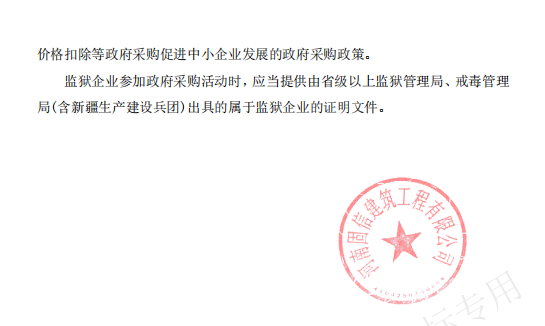 价格扣除等政府采购促进中小企业发展的政府采购政策。
监狱企业参加政府采购活动时,应当提供由省级以上监狱管理局、戒毒管理
局(含新疆生产建设兵团)出具的属于监狱企业的证明文件。
河南固信建筑工程有限公司
标专用